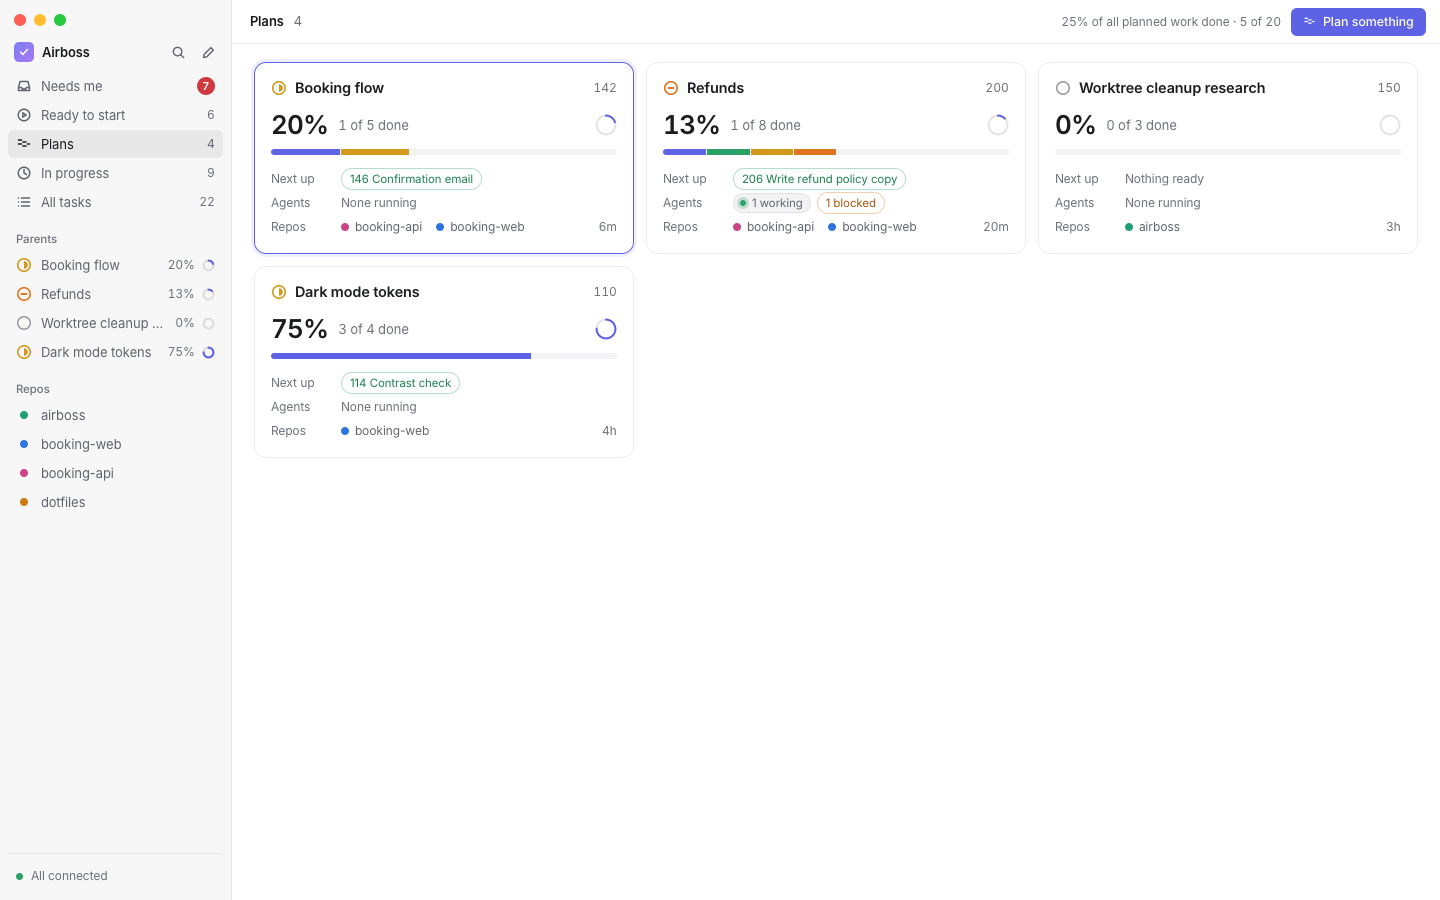 Airboss
Needs me 7
Ready to start 6
Plans 4
In progress 9
All tasks 22
Parents
Booking flow 20%
Refunds 13%
Worktree cleanup ... 0%
Dark mode tokens 75%
Repos
airboss
booking-web
booking-api
dotfiles
All connected
Plans 4
25% of all planned work done · 5 of 20
Plan something
Booking flow 142
20% 1 of 5 done
Next up 146 Confirmation email
Agents None running
Repos booking-api booking-web 6m
Refunds 200
13% 1 of 8 done
Next up 206 Write refund policy copy
Agents 1 working 1 blocked
Repos booking-api booking-web 20m
Worktree cleanup research 150
0% 0 of 3 done
Next up Nothing ready
Agents None running
Repos airboss 3h
Dark mode tokens 110
75% 3 of 4 done
Next up 114 Contrast check
Agents None running
Repos booking-web 4h